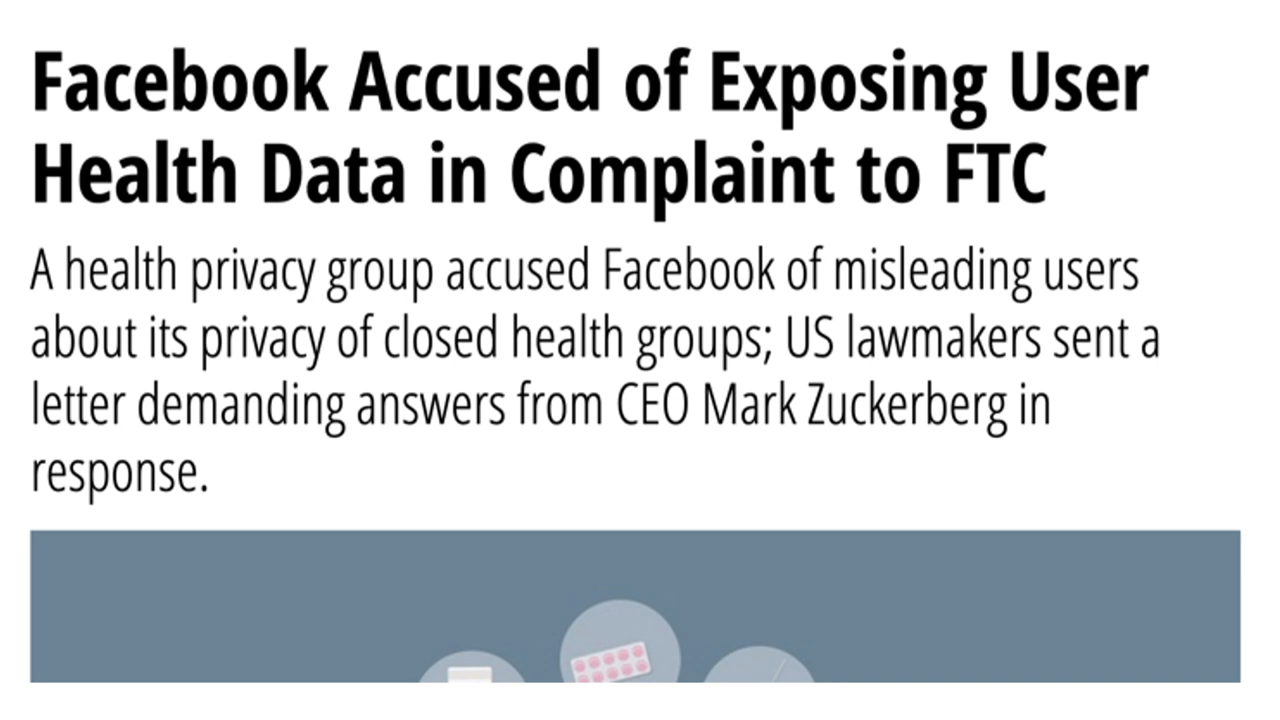 Facebook Accused of Exposing User
Health Data in Complaint to FTC
A health privacy group accused Facebook of misleading users
about its privacy of closed health groups; US lawmakers sent a
letter demanding answers from CEO Mark Zuckerberg in
response.